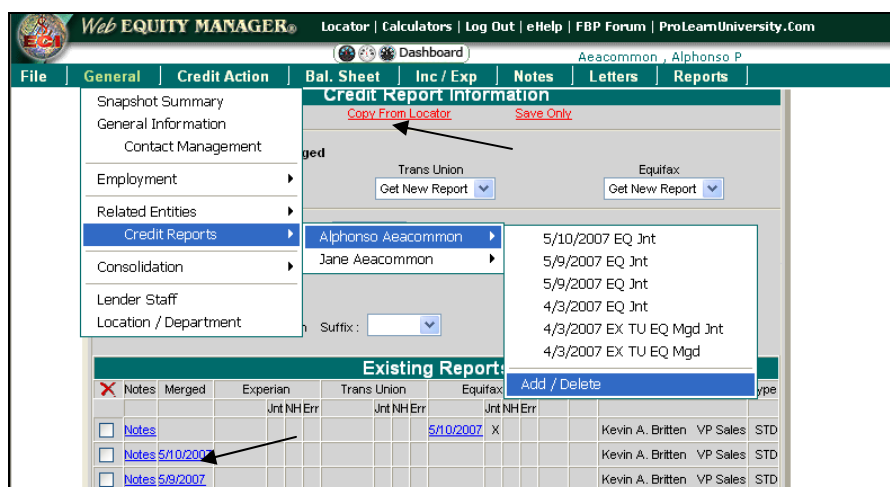 ECI Web EQUITY MANAGER® Locator | Calculators | Log Out | eHelp | FBP Forum | ProLearnUniversity.Com
Dashboard
Aeacommon , Alphonso P
File | General | Credit Action | Bal. Sheet | Inc / Exp | Notes | Letters | Reports
Credit Report Information
Copy From Locator Save Only
Snapshot Summary
General Information
Contact Management
Employment
Related Entities
Credit Reports
Consolidation
Lender Staff
Location / Department
ged
Trans Union Equifax
Get New Report Get New Report
Alphonso Aeacommon
Jane Aeacommon
5/10/2007 EQ Jnt
5/9/2007 EQ Jnt
5/9/2007 EQ Jnt
4/3/2007 EQ Jnt
4/3/2007 EX TU EQ Mgd Jnt
4/3/2007 EX TU EQ Mgd
Add / Delete
Suffix :
Existing Reports
Notes Merged Experian Trans Union Equifax ype
Jnt NH Err Jnt NH Err Jnt NH Err
Notes 5/10/2007 X Kevin A. Britten VP Sales STD
Notes 5/10/2007 Kevin A. Britten VP Sales STD
Notes 5/9/2007 Kevin A. Britten VP Sales STD